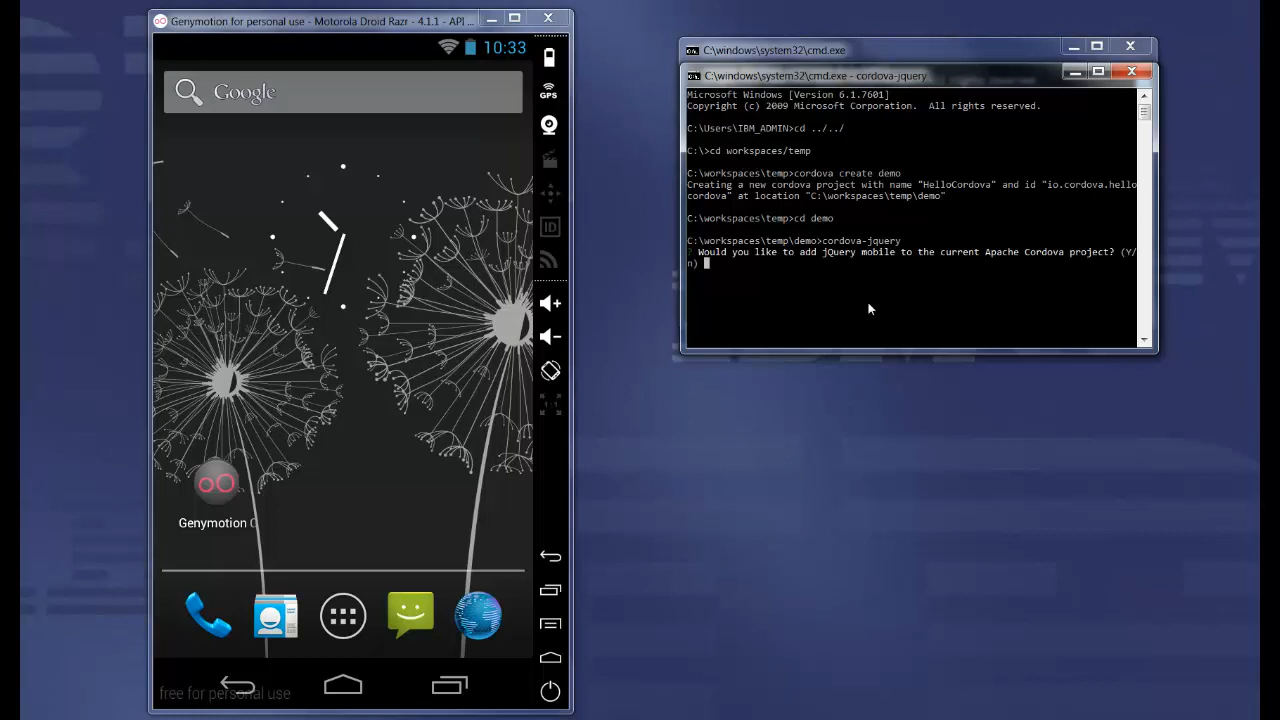 Genymotion for personal use - Motorola Droid Razr - 4.1.1 - API ...
10:33
Google
GPS
ID
1:1
Genymotion C
free for personal use
C:\windows\system32\cmd.exe
C:\windows\system32\cmd.exe - cordova-jquery
Microsoft Windows [Version 6.1.7601]
Copyright (c) 2009 Microsoft Corporation.  All rights reserved.
C:\Users\IBM_ADMIN>cd ../../
C:\>cd workspaces/temp
C:\workspaces\temp>cordova create demo
Creating a new cordova project with name "HelloCordova" and id "io.cordova.hello
cordova" at location "C:\workspaces\temp\demo"
C:\workspaces\temp>cd demo
C:\workspaces\temp\demo>cordova-jquery
? Would you like to add jQuery mobile to the current Apache Cordova project? (Y/
n)